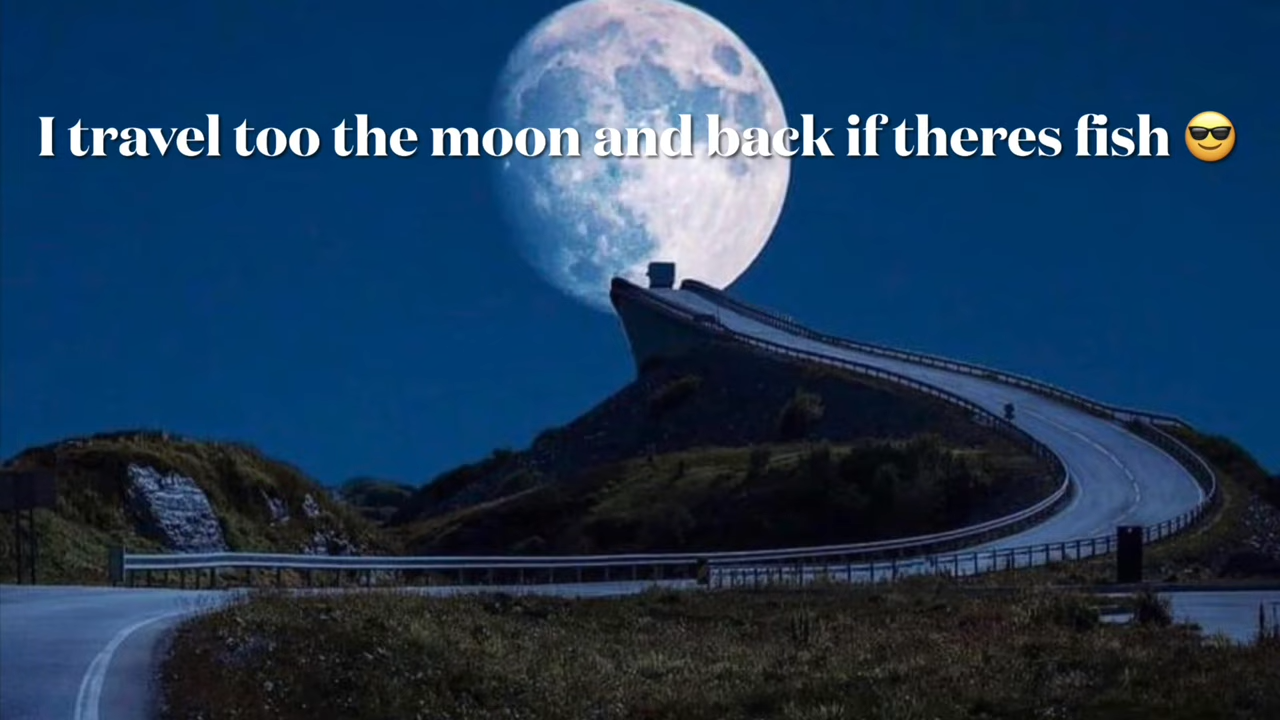 I travel too the moon and back if theres fish 😎